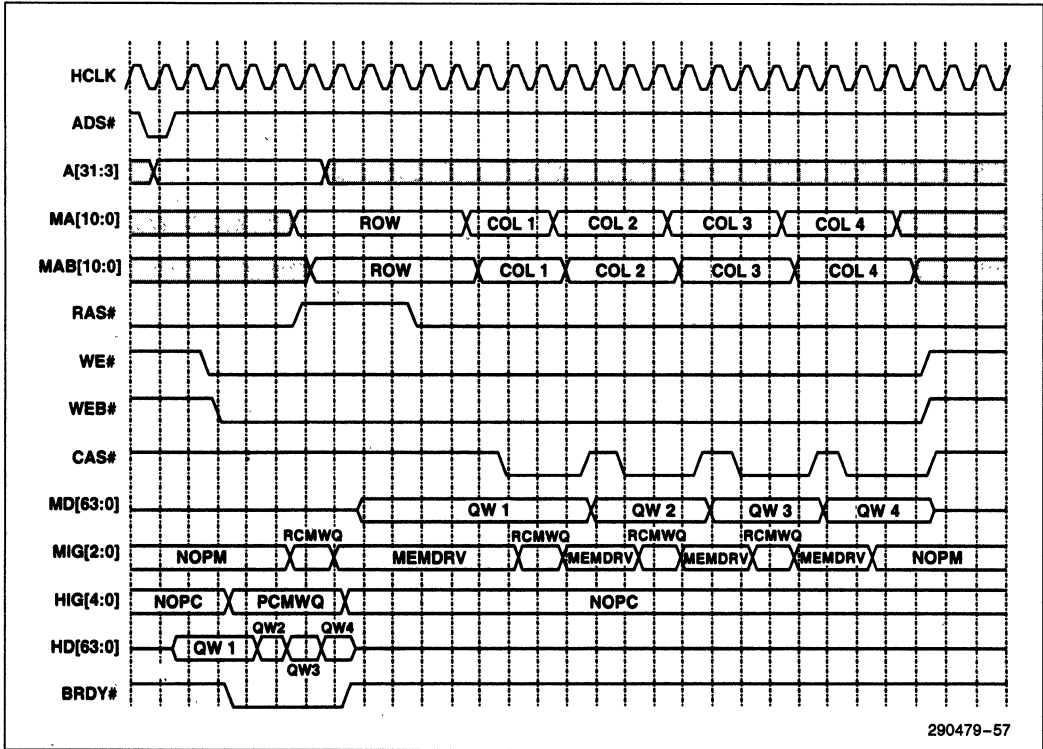 HCLK
ADS#
A[31:3]
MA[10:0] ROW COL 1 COL 2 COL 3 COL 4
MAB[10:0] ROW COL 1 COL 2 COL 3 COL 4
RAS#
WE#
WEB#
CAS#
MD[63:0] QW 1 QW 2 QW 3 QW 4
RCMWQ RCMWQ RCMWQ RCMWQ
MIG[2:0] NOPM MEMDRV MEMDRV MEMDRV MEMDRV NOPM
HIG[4:0] NOPC PCMWQ NOPC
QW2 QW4
HD[63:0] QW 1
QW3
BRDY#
290479-57